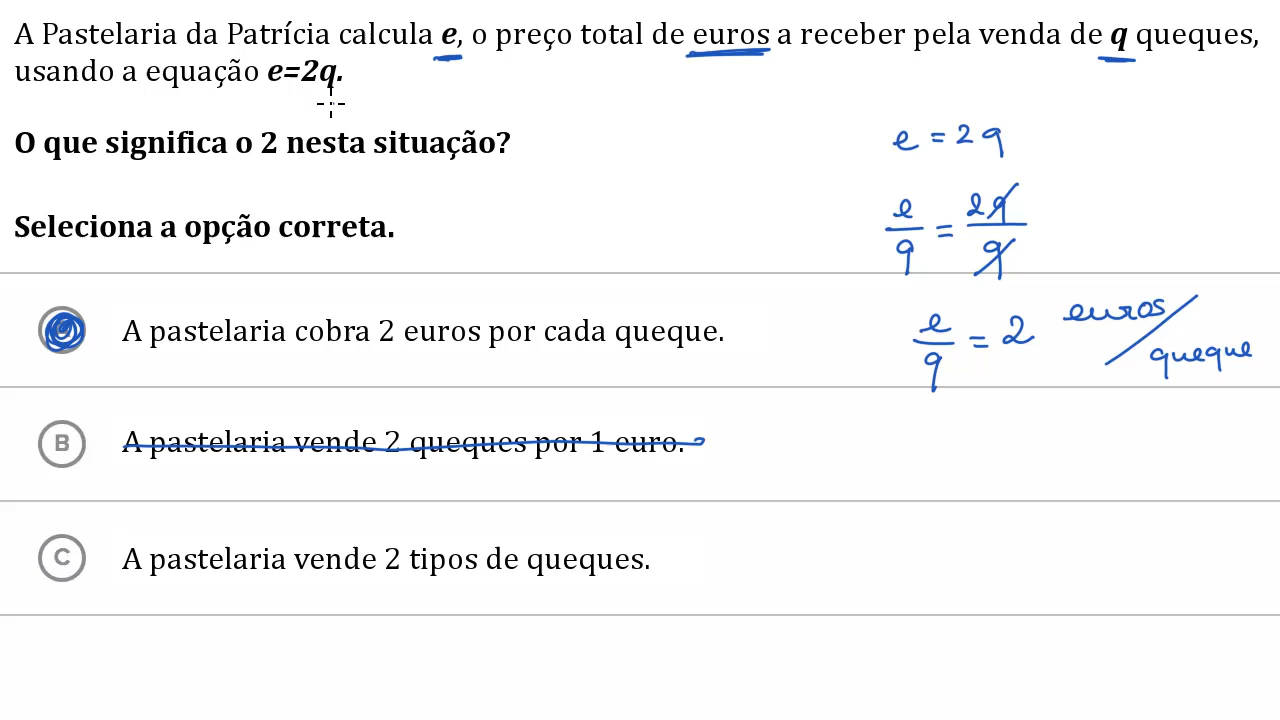 A Pastelaria da Patrícia calcula e, o preço total de euros a receber pela venda de q queques,
usando a equação e=2q.
O que significa o 2 nesta situação?
Seleciona a opção correta.
A pastelaria cobra 2 euros por cada queque.
B A pastelaria vende 2 queques por 1 euro.
C A pastelaria vende 2 tipos de queques.
e = 2q
e/q = 2q/q
e/q = 2 euros/queque